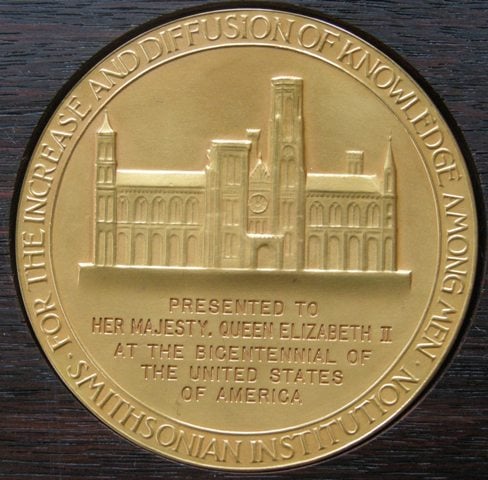 FOR THE INCREASE AND DIFFUSION OF KNOWLEDGE AMONG MEN
PRESENTED TO
HER MAJESTY, QUEEN ELIZABETH II
AT THE BICENTENNIAL OF
THE UNITED STATES
OF AMERICA
· SMITHSONIAN INSTITUTION ·